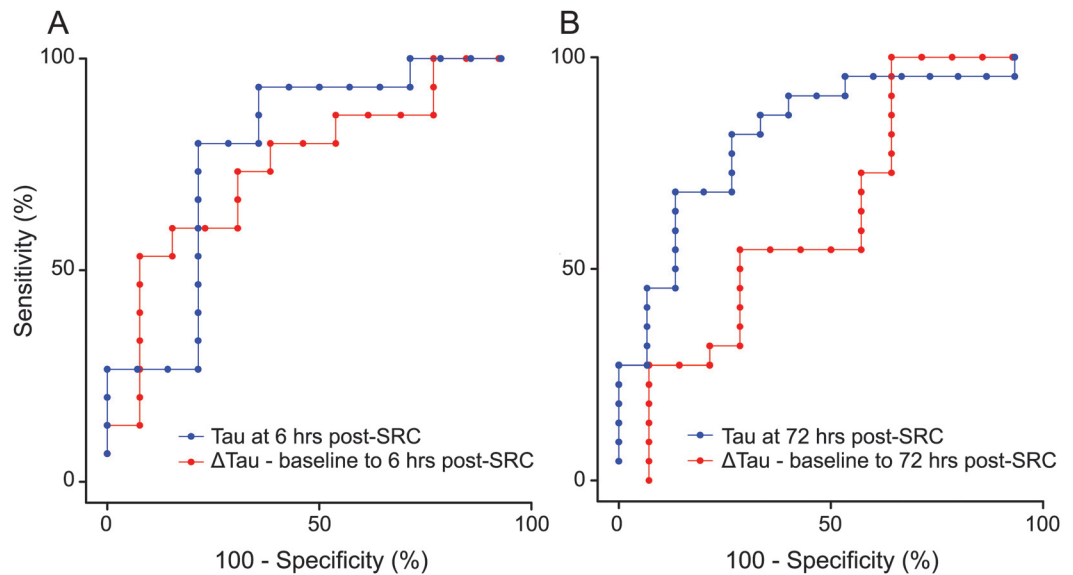 A
100
50
0
Sensitivity (%)
Tau at 6 hrs post-SRC
ΔTau - baseline to 6 hrs post-SRC
0
50
100
100 - Specificity (%)
B
100
50
0
Tau at 72 hrs post-SRC
ΔTau - baseline to 72 hrs post-SRC
0
50
100
100 - Specificity (%)